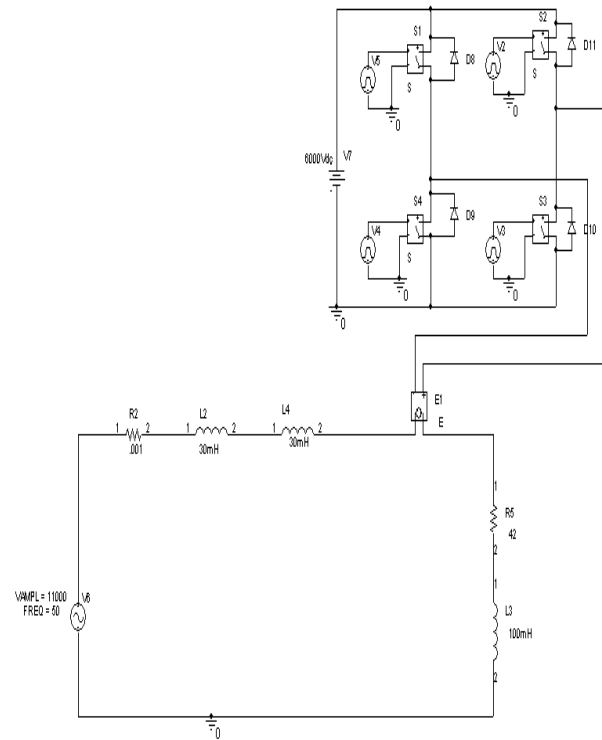 S1
S2
V5
D8
V2
D11
S
S
0
0
6000Vdc
V7
S4
S3
V4
D9
V3
D10
S
0
0
0
E1
E
R2
L2
L4
1
2
1
2
1
2
.001
30mH
30mH
1
R5
42
2
1
VAMPL = 11000
FREQ = 50
V6
L3
100mH
2
0